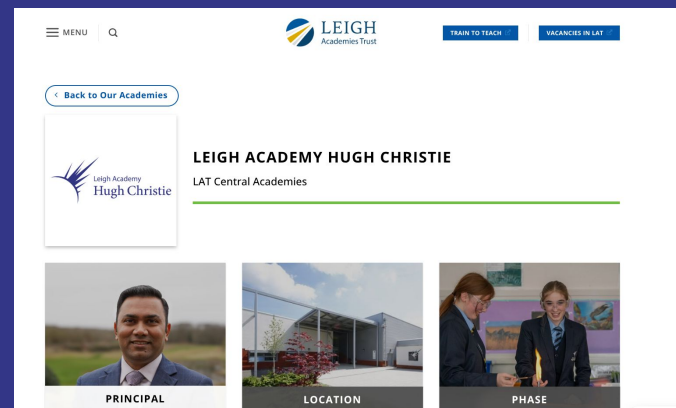 MENU
LEIGH
Academies Trust
TRAIN TO TEACH
VACANCIES IN LAT
Back to Our Academies
Leigh Academy
Hugh Christie
LEIGH ACADEMY HUGH CHRISTIE
LAT Central Academies
PRINCIPAL
LOCATION
PHASE